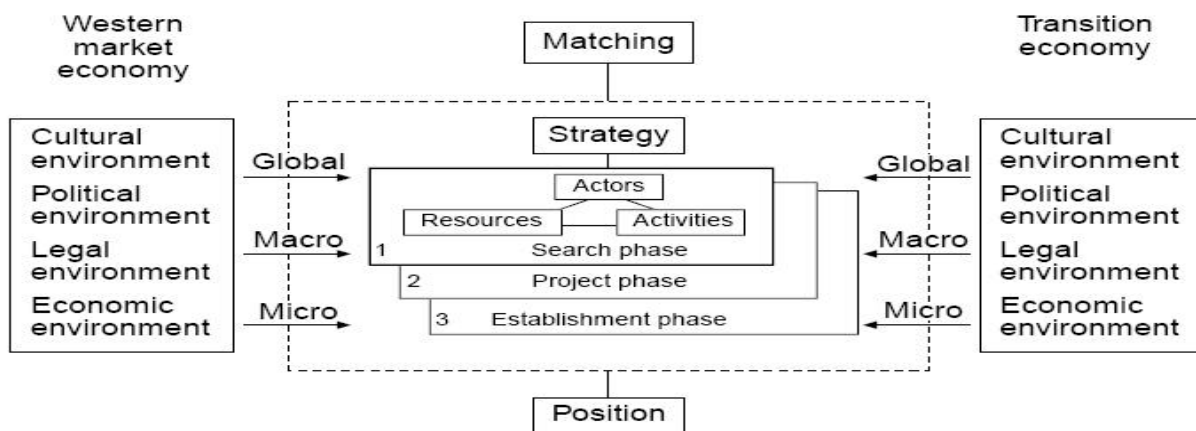 Western
market
economy
Matching
Transition
economy
Cultural
environment
Political
environment
Legal
environment
Economic
environment
Global
Macro
Micro
Strategy
Actors
Resources
Activities
1
Search phase
2
Project phase
3
Establishment phase
Global
Macro
Micro
Cultural
environment
Political
environment
Legal
environment
Economic
environment
Position